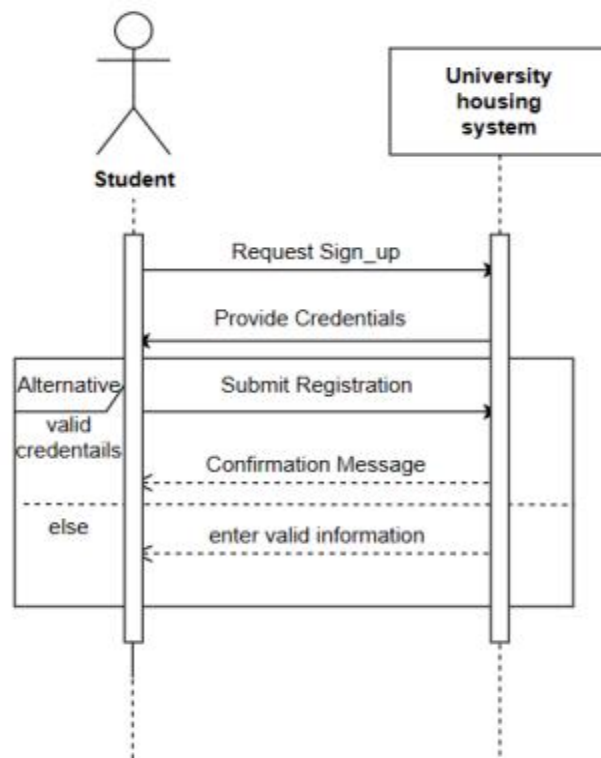 University
housing
system
Student
Request Sign_up
Provide Credentials
Alternative
Submit Registration
valid
credentails
Confirmation Message
else
enter valid information